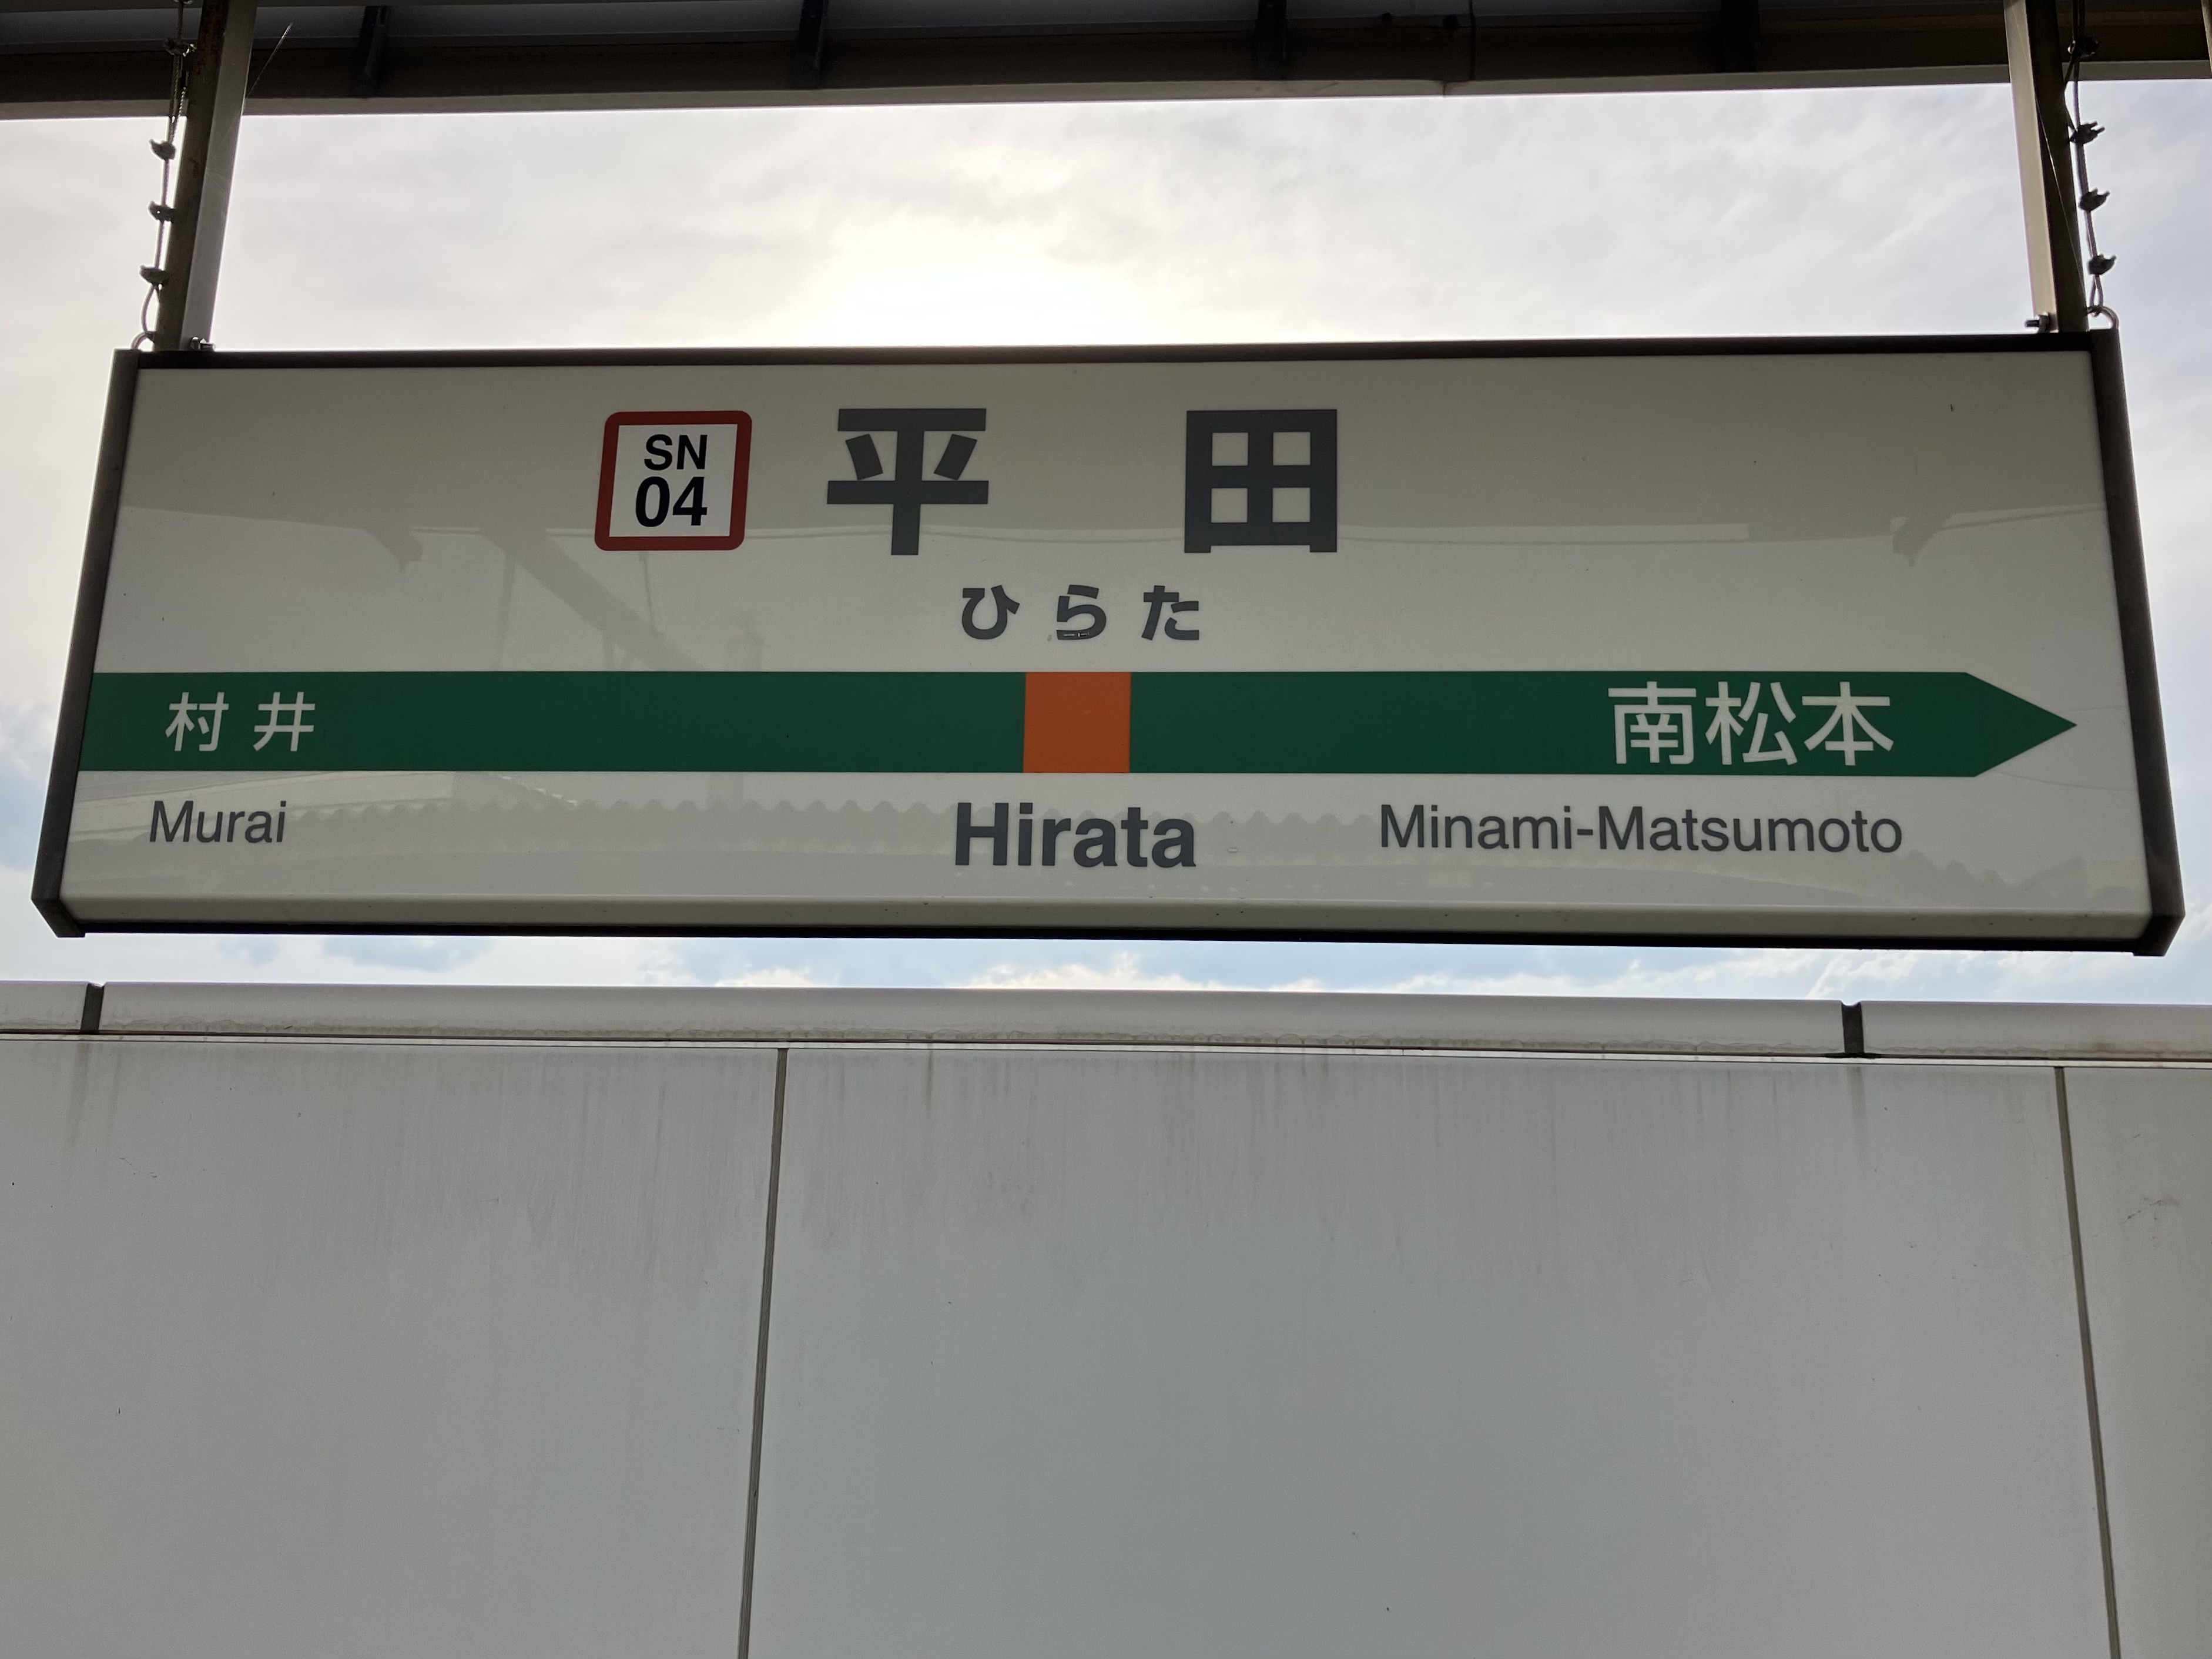 SN
04
平田
ひらた
村井 南松本
Murai Hirata Minami-Matsumoto